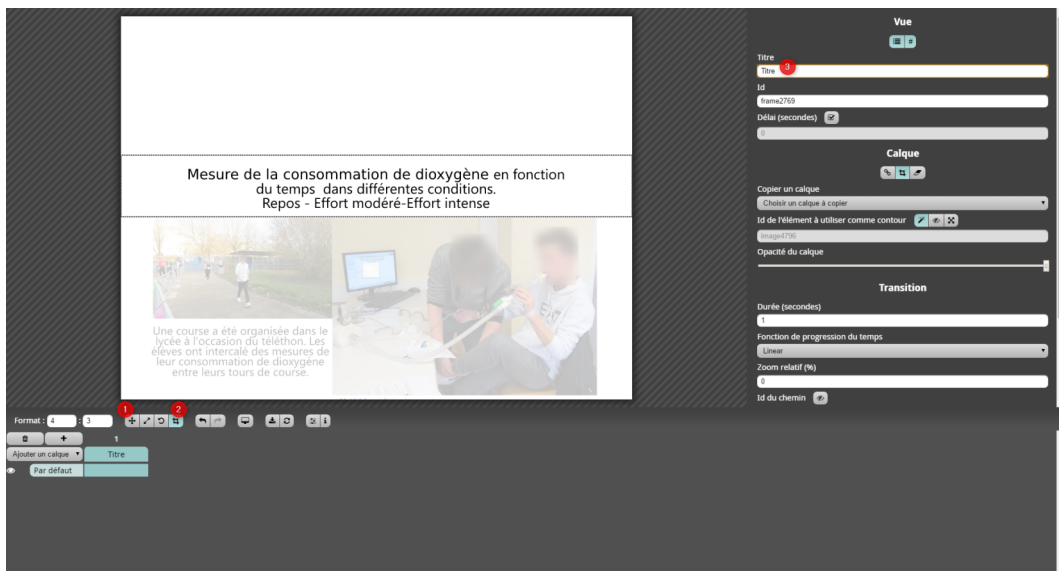 Mesure de la consommation de dioxygène en fonction
du temps  dans différentes conditions.
Repos - Effort modéré-Effort intense
Une course a été organisée dans le
lycée à l'occasion du téléthon. Les
élèves ont intercalé des mesures de
leur consommation de dioxygène
entre leurs tours de course.
Vue
#
Titre
Titre 3
Id
frame2769
Délai (secondes)
0
Calque
Copier un calque
Choisir un calque à copier
Id de l'élément à utiliser comme contour
image4796
Opacité du calque
Transition
Durée (secondes)
1
Fonction de progression du temps
Linear
Zoom relatif (%)
0
Id du chemin
1 2
Format : 4 : 3
+ 1
Ajouter un calque Titre
Par défaut